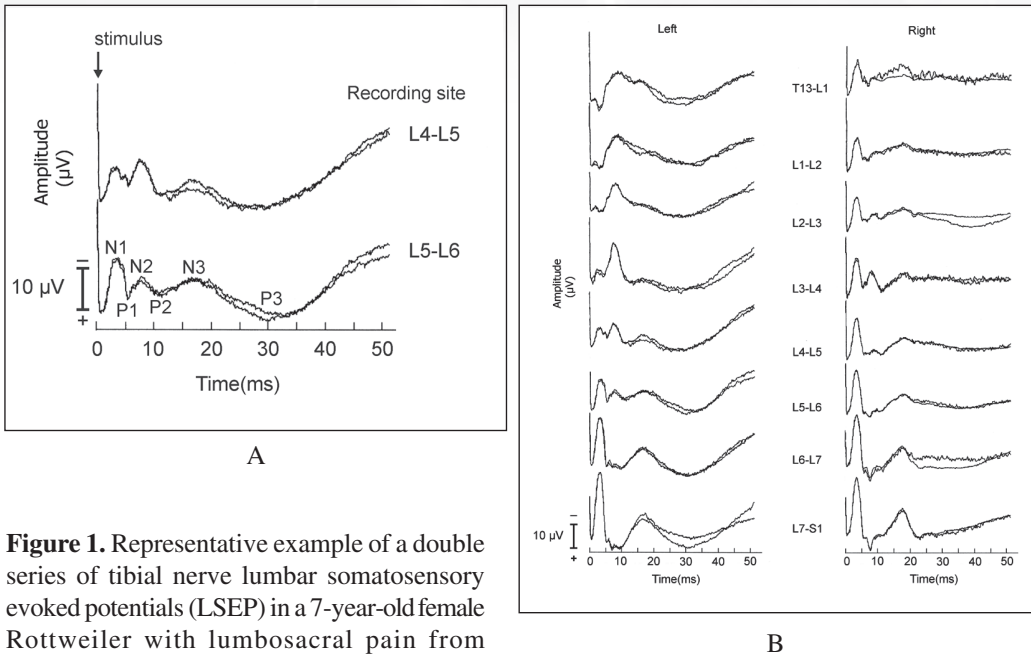 stimulus
Recording site
L4-L5
Amplitude
(µV)
L5-L6
N1
N2
N3
10 µV
−
+
P1
P2
P3
0
10
20
30
40
50
Time(ms)
A
Left
Right
T13-L1
L1-L2
L2-L3
L3-L4
Amplitude
(µV)
L4-L5
L5-L6
L6-L7
L7-S1
10 µV
−
+
0 10 20 30 40 50
0 10 20 30 40 50
Time(ms)
Time(ms)
B
Figure 1. Representative example of a double
series of tibial nerve lumbar somatosensory
evoked potentials (LSEP) in a 7-year-old female
Rottweiler with lumbosacral pain from